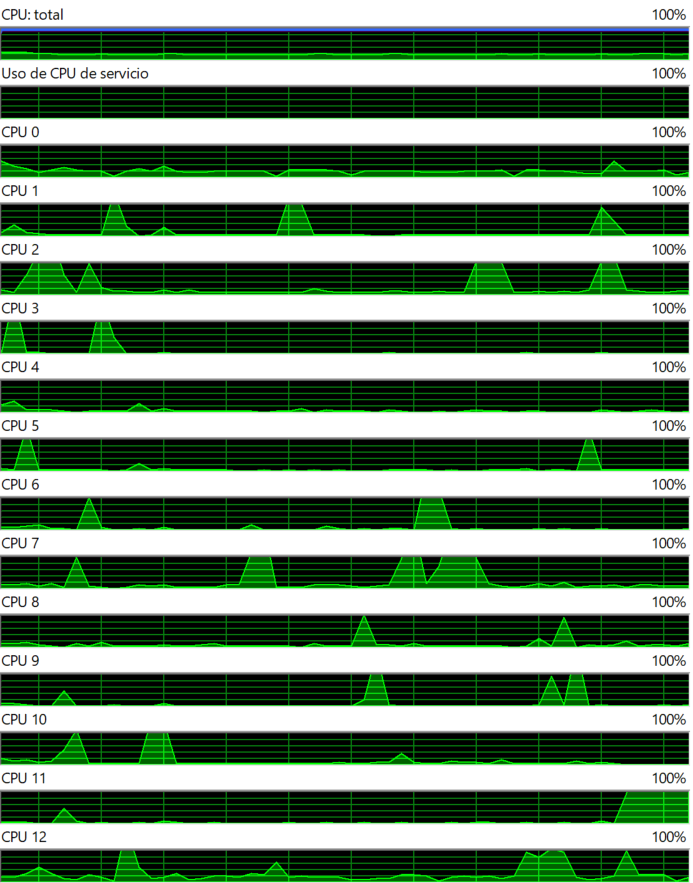 CPU: total 100%
Uso de CPU de servicio 100%
CPU 0 100%
CPU 1 100%
CPU 2 100%
CPU 3 100%
CPU 4 100%
CPU 5 100%
CPU 6 100%
CPU 7 100%
CPU 8 100%
CPU 9 100%
CPU 10 100%
CPU 11 100%
CPU 12 100%